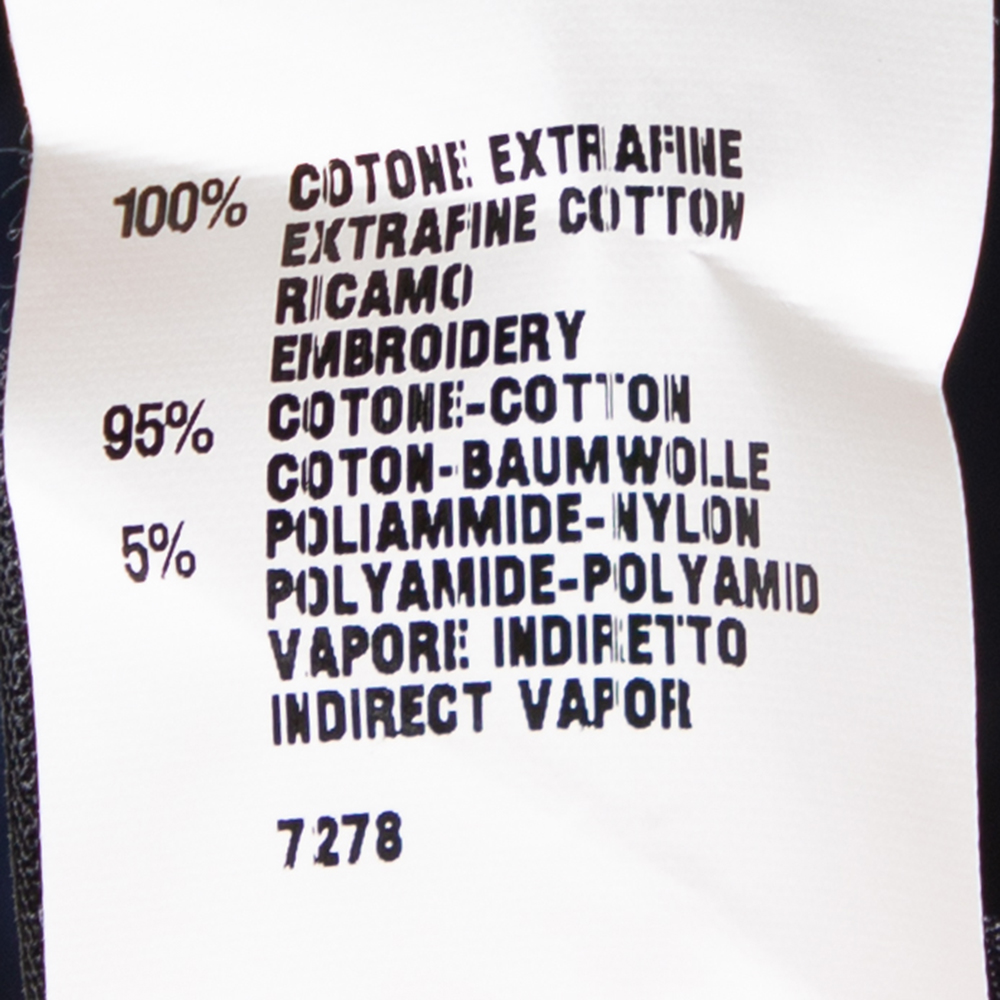 100% COTONE EXTRAFINE
EXTRAFINE COTTON
RICAMO
EMBROIDERY
95% COTONE-COTTON
COTON-BAUMWOLLE
5% POLIAMMIDE-NYLON
POLYAMIDE-POLYAMID
VAPORE INDIRETTO
INDIRECT VAPOR
7278